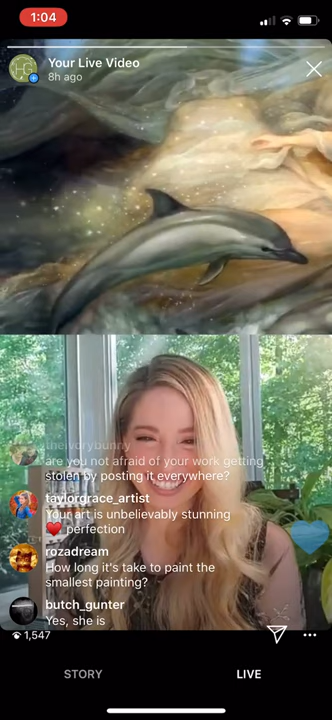 1:04
HG
Your Live Video
8h ago
theivorybunny
are you not afraid of your work getting
stolen by posting it everywhere?
taylorgrace_artist
Your art is unbelievably stunning
❤️ perfection
rozadream
How long it's take to paint the
smallest painting?
butch_gunter
Yes, she is
1,547
STORY
LIVE